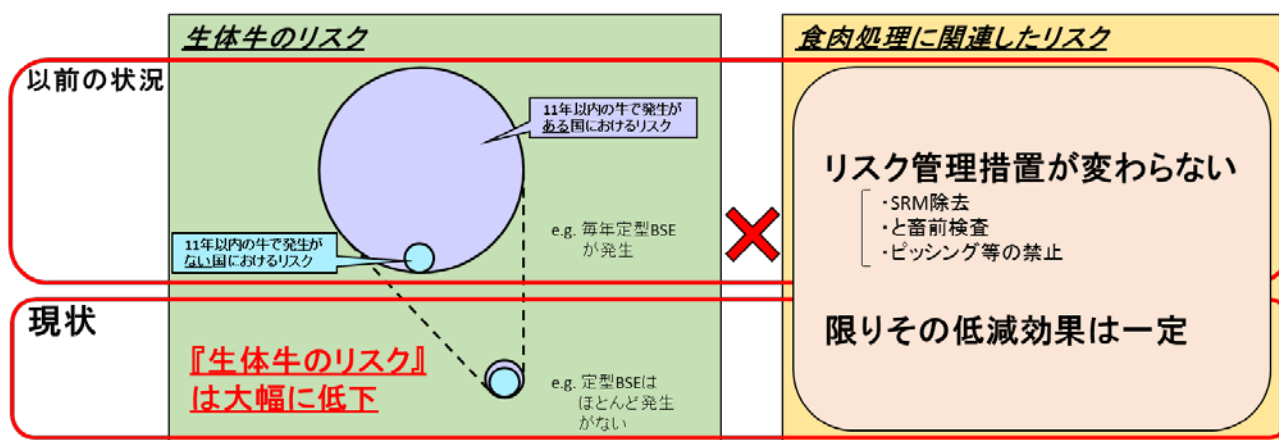 生体牛のリスク
食肉処理に関連したリスク
以前の状況
11年以内の牛で発生が
ある国におけるリスク
11年以内の牛で発生が
ない国におけるリスク
e.g. 毎年定型BSE
が発生
リスク管理措置が変わらない
・SRM除去
・と畜前検査
・ピッシング等の禁止
限りその低減効果は一定
現状
『生体牛のリスク』
は大幅に低下
e.g. 定型BSEは
ほとんど発生
がない